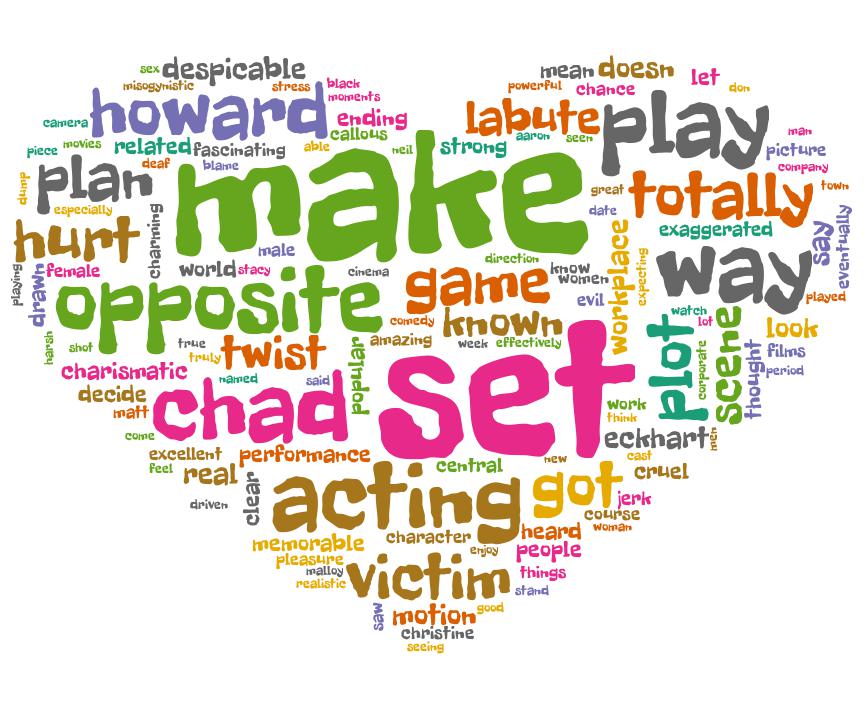 sex
despicable
mean
doesn
let
misogynistic
stress
black
powerful
chance
don
moments
camera
howard
ending
labute
play
man
callous
able
aaron
seen
piece
movies
related
fascinating
neil
strong
picture
deaf
blame
company
dump
plan
make
great
totally
town
especially
date
hurt
charming
male
exaggerated
say
eventually
direction
workplace
way
playing
drawn
female
world
stacy
cinema
know
women
expecting
opposite
game
evil
played
harsh
comedy
known
watch
lot
plot
scene
look
shot
true
truly
twist
popular
amazing
week
effectively
corporate
thought
films
period
charismatic
named
said
set
decide
matt
chad
work
think
come
eckhart
men
excellent
performance
central
new
cast
feel
real
cruel
driven
clear
acting
got
jerk
course
woman
memorable
character
enjoy
heard
people
pleasure
malloy
realistic
victim
things
stand
saw
motion
good
christine
seeing